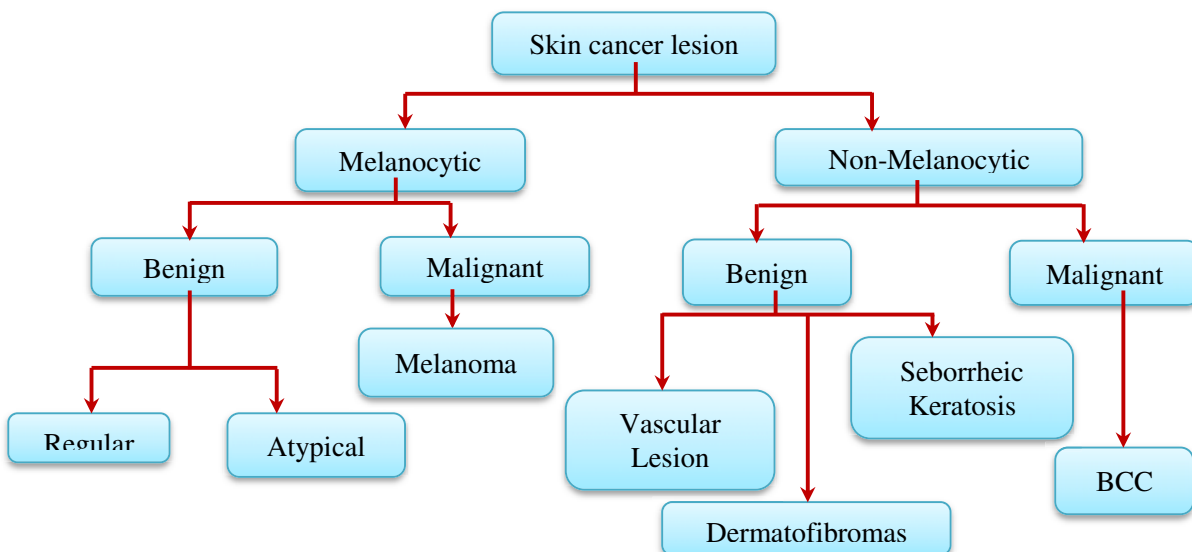 Skin cancer lesion
Melanocytic
Non-Melanocytic
Benign
Malignant
Benign
Malignant
Melanoma
Seborrheic
Keratosis
Regular
Atypical
Vascular
Lesion
BCC
Dermatofibromas